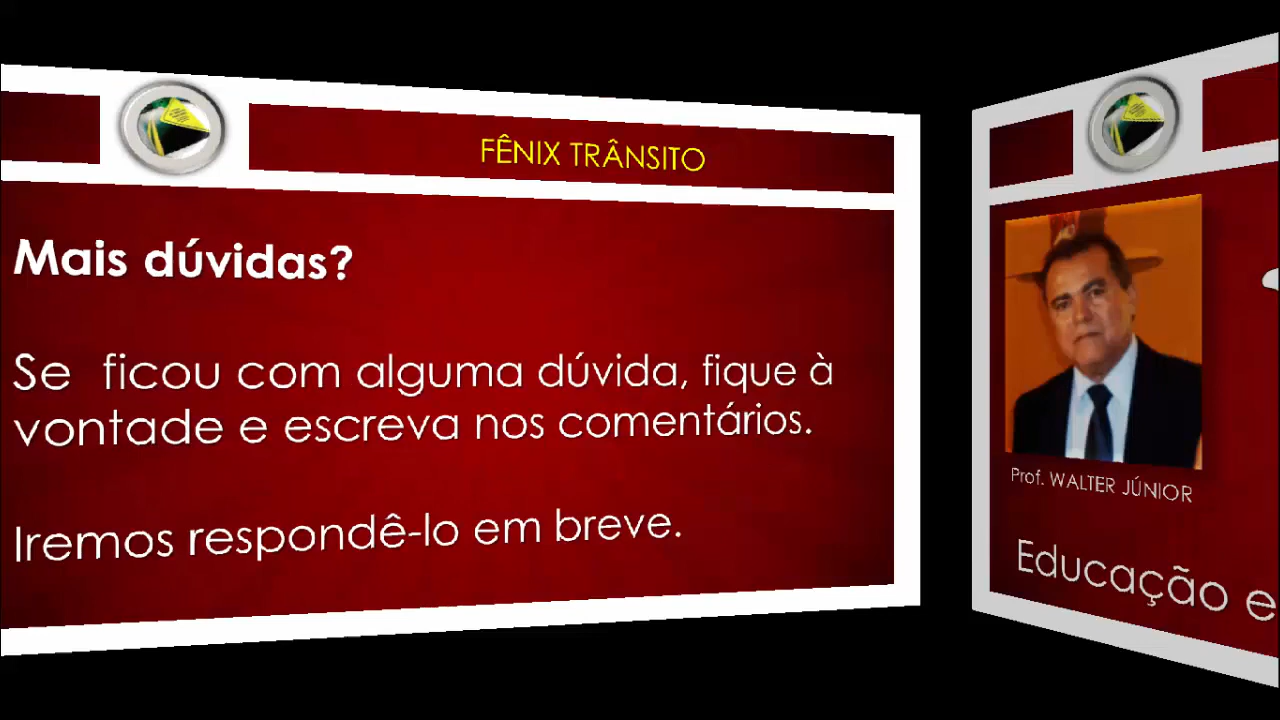 FÊNIX TRÂNSITO
Mais dúvidas?
Se ficou com alguma dúvida, fique à
vontade e escreva nos comentários.
Iremos respondê-lo em breve.
Prof. WALTER JÚNIOR
Educação e